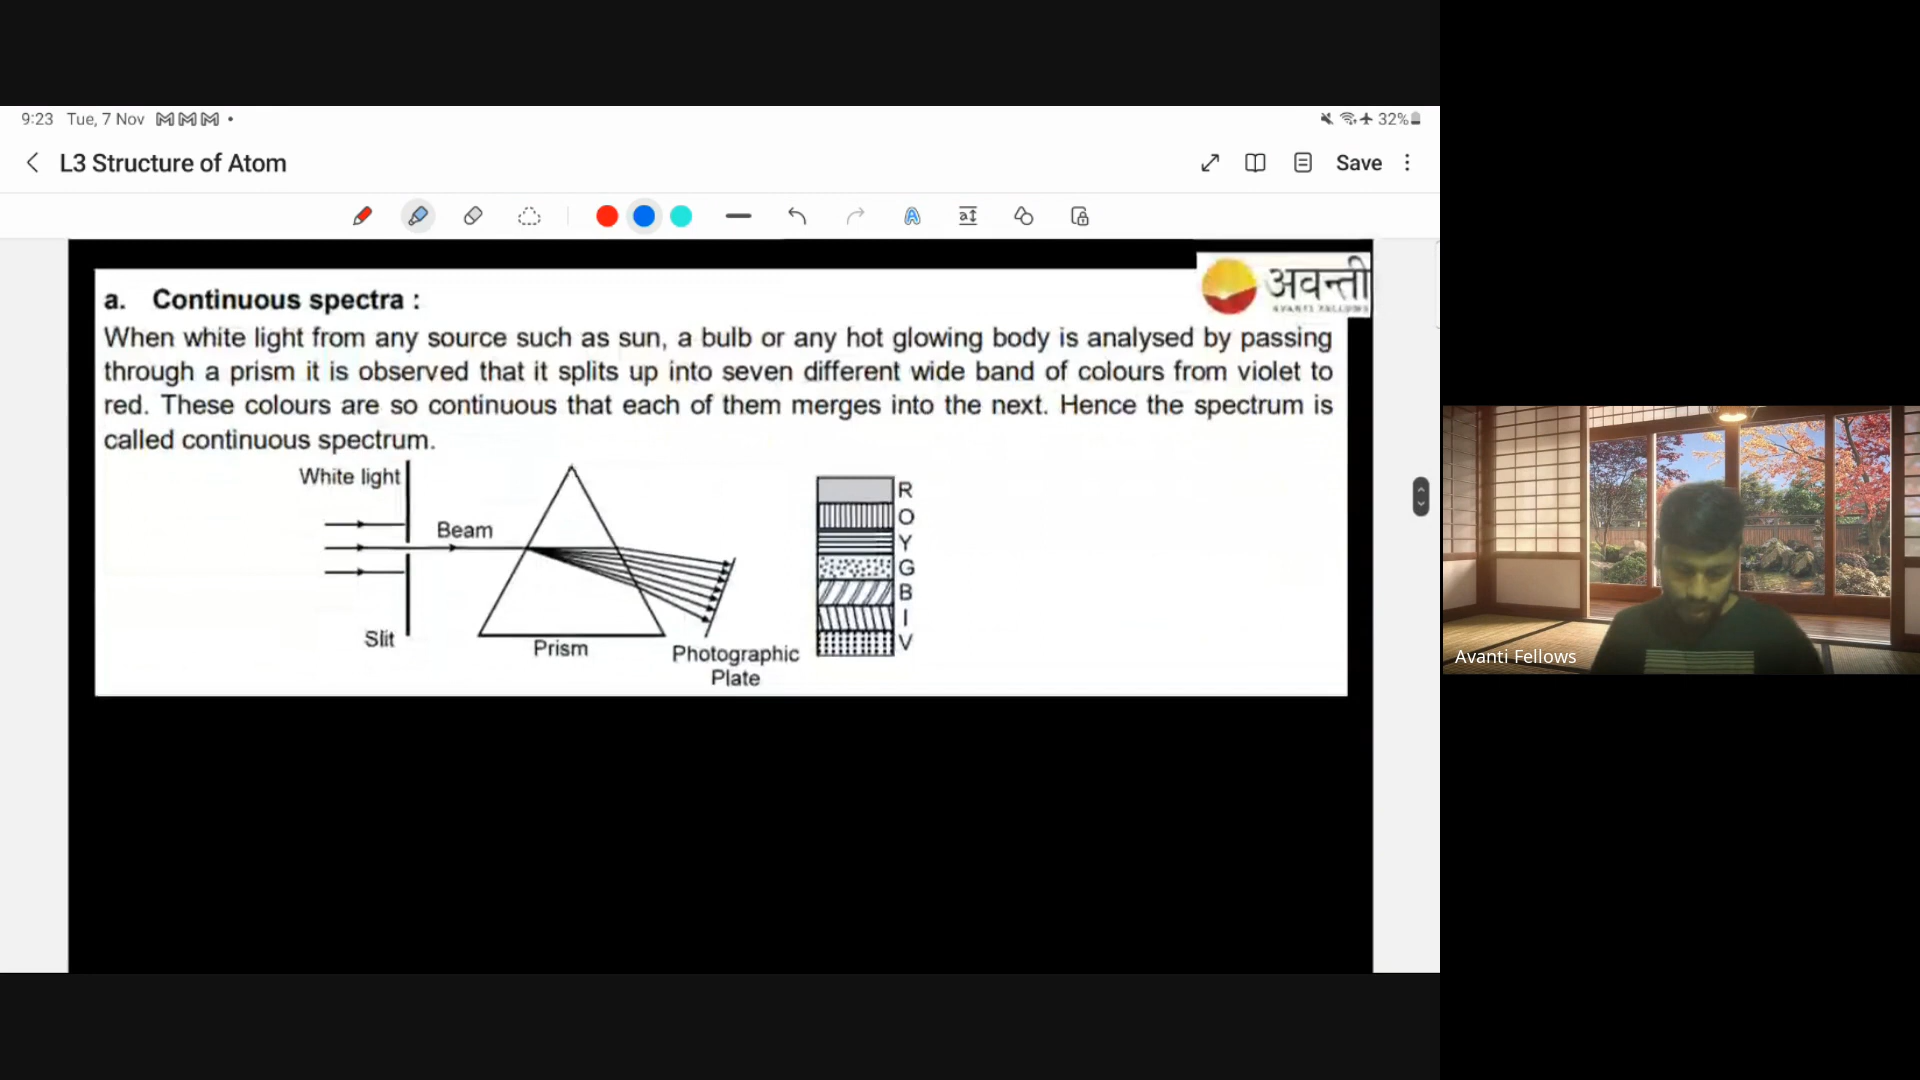 9:23 Tue, 7 Nov
32%
L3 Structure of Atom
Save
अवन्ती
AVANTI FELLOWS
a. Continuous spectra :
When white light from any source such as sun, a bulb or any hot glowing body is analysed by passing
through a prism it is observed that it splits up into seven different wide band of colours from violet to
red. These colours are so continuous that each of them merges into the next. Hence the spectrum is
called continuous spectrum.
White light
Beam
Slit
Prism
Photographic
Plate
R
O
Y
G
B
I
V
Avanti Fellows